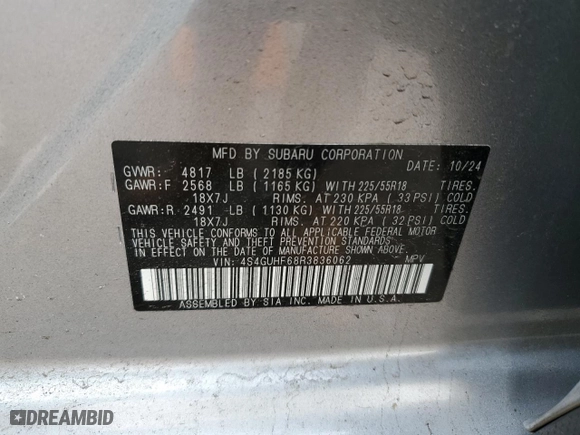 MFD BY SUBARU CORPORATION
GVWR: 4817 LB (2185 KG) DATE: 10/24
GAWR:F 2568 LB (1165 KG) WITH 225/55R18 TIRES.
18X7J RIMS. AT 230 KPA (33 PSI) COLD
GAWR:R 2491 LB (1130 KG) WITH 225/55R18 TIRES.
18X7J RIMS. AT 220 KPA (32 PSI) COLD
THIS VEHICLE CONFORMS TO ALL APPLICABLE FEDERAL MOTOR
VEHICLE SAFETY AND THEFT PREVENTION STANDARDS
IN EFFECT ON THE DATE OF MANUFACTURE SHOWN ABOVE.
VIN: 4S4GUHF68R3836062 MPV
ASSEMBLED BY SIA INC. MADE IN U.S.A.
DREAMBID